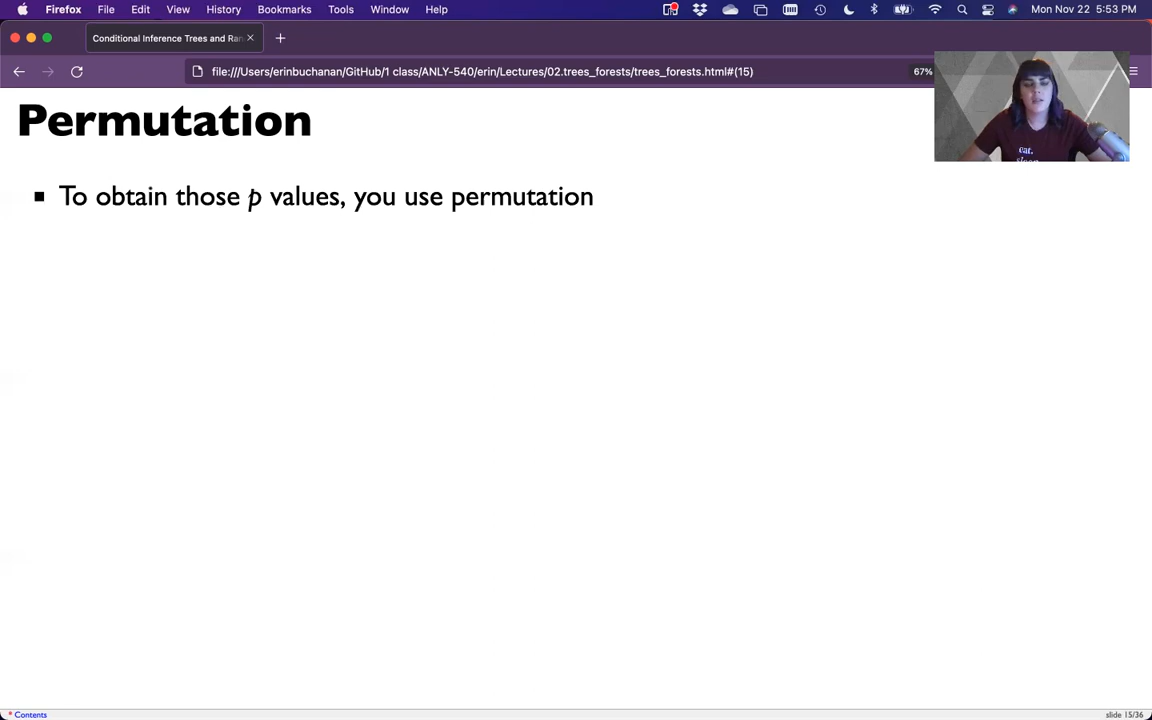 Firefox File Edit View History Bookmarks Tools Window Help Mon Nov 22 5:53 PM
Conditional Inference Trees and Ran
file:///Users/erinbuchanan/GitHub/1 class/ANLY-540/erin/Lectures/02.trees_forests/trees_forests.html#(15) 67%
Permutation
eat.
To obtain those p values, you use permutation
* Contents slide 15/36